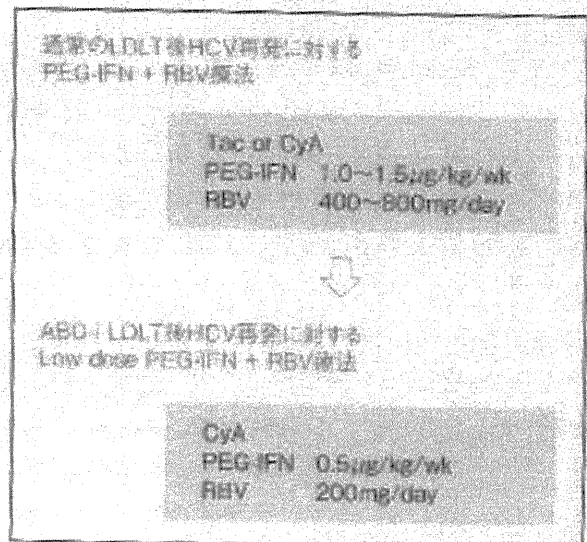 通常のLDLT後HCV再発に対する
PEG-IFN + RBV療法
Tac or CyA
PEG-IFN 1.0〜1.5μg/kg/wk
RBV 400〜800mg/day
ABO-i LDLT後HCV再発に対する
Low dose PEG-IFN + RBV療法
CyA
PEG-IFN 0.5μg/kg/wk
RBV 200mg/day